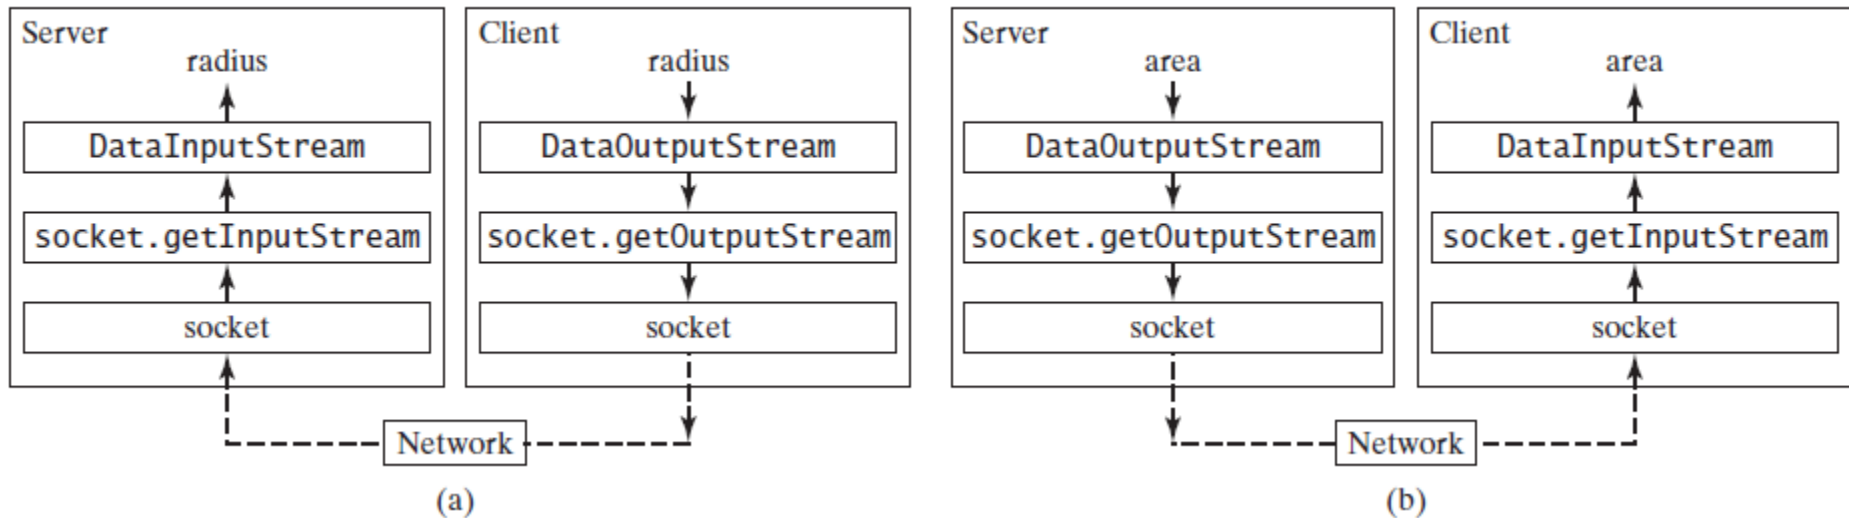 Server
radius
DataInputStream
socket.getInputStream
socket
Client
radius
DataOutputStream
socket.getOutputStream
socket
Network
(a)
Server
area
DataOutputStream
socket.getOutputStream
socket
Client
area
DataInputStream
socket.getInputStream
socket
Network
(b)